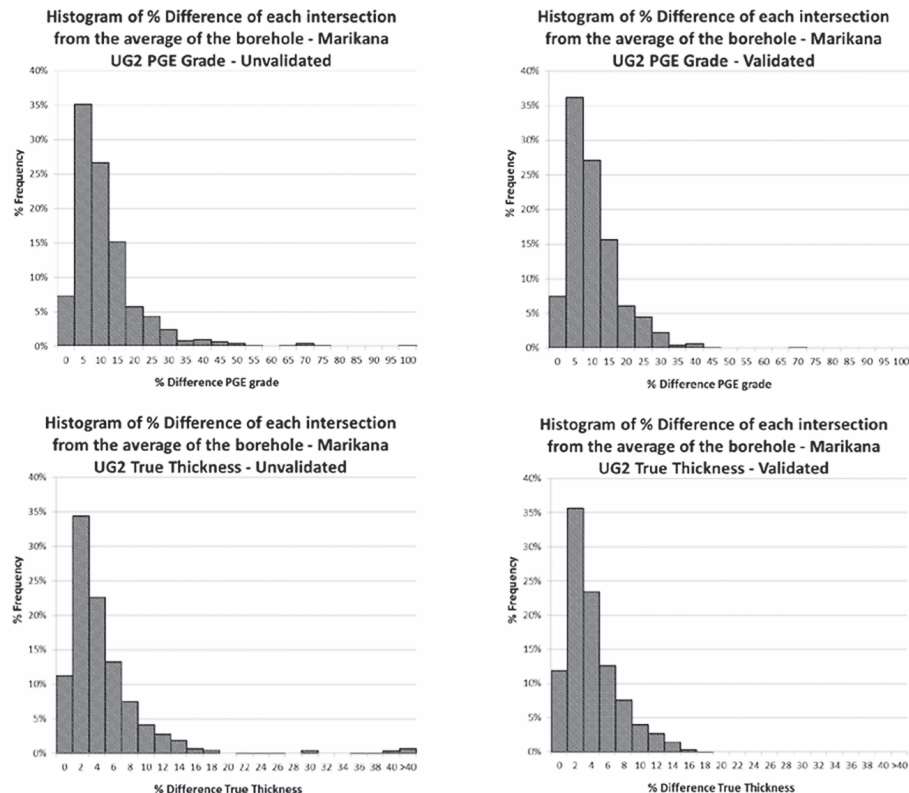 Histogram of % Difference of each intersection
from the average of the borehole - Marikana
UG2 PGE Grade - Unvalidated
40%
35%
30%
25%
20%
15%
10%
5%
0%
% Frequency
0 5 10 15 20 25 30 35 40 45 50 55 60 65 70 75 80 85 90 95 100
% Difference PGE grade
Histogram of % Difference of each intersection
from the average of the borehole - Marikana
UG2 PGE Grade - Validated
40%
35%
30%
25%
20%
15%
10%
5%
0%
% Frequency
0 5 10 15 20 25 30 35 40 45 50 55 60 65 70 75 80 85 90 95 100
% Difference PGE grade
Histogram of % Difference of each intersection
from the average of the borehole - Marikana
UG2 True Thickness - Unvalidated
40%
35%
30%
25%
20%
15%
10%
5%
0%
% Frequency
0 2 4 6 8 10 12 14 16 18 20 22 24 26 28 30 32 34 36 38 40 >40
% Difference True Thickness
Histogram of % Difference of each intersection
from the average of the borehole - Marikana
UG2 True Thickness - Validated
40%
35%
30%
25%
20%
15%
10%
5%
0%
% Frequency
0 2 4 6 8 10 12 14 16 18 20 22 24 26 28 30 32 34 36 38 40 >40
% Difference True Thickness